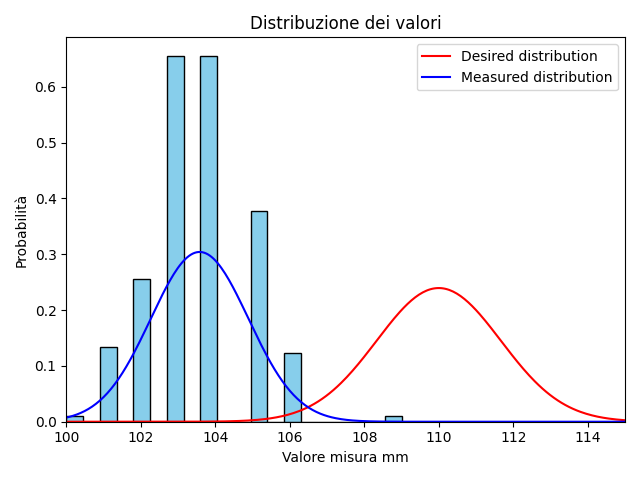 Distribuzione dei valori
Desired distribution
Measured distribution
Probabilità
0.6
0.5
0.4
0.3
0.2
0.1
0.0
100 102 104 106 108 110 112 114
Valore misura mm